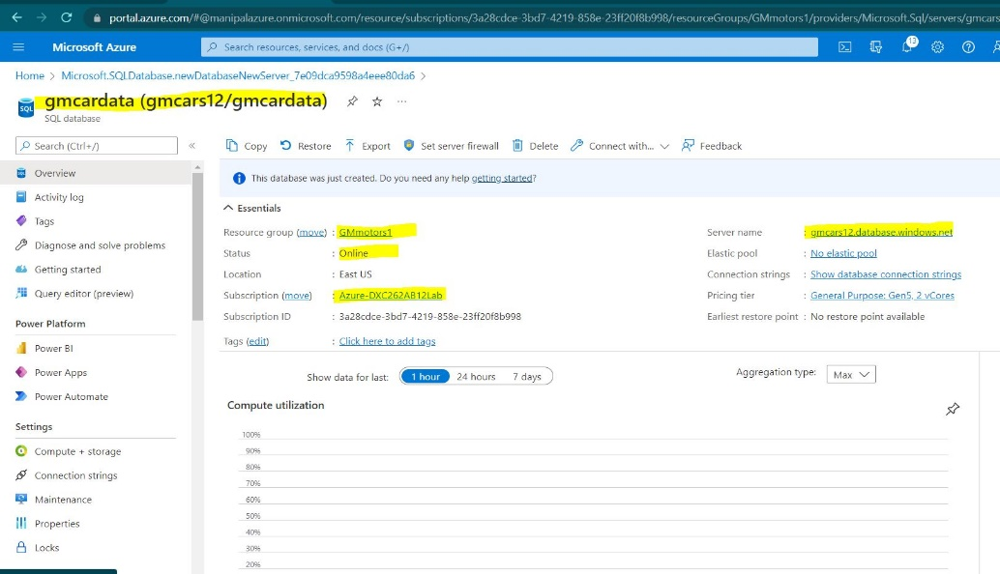 portal.azure.com/#@manipalazure.onmicrosoft.com/resource/subscriptions/3a28cdce-3bd7-4219-858e-23ff20f8b998/resourceGroups/GMmotors1/providers/Microsoft.Sql/servers/gmcars
Microsoft Azure
Search resources, services, and docs (G+/)
13
Home > Microsoft.SQLDatabase.newDatabaseNewServer_7e09dca9598a4eee80da6 >
SQL
gmcardata (gmcars12/gmcardata)
SQL database
Search (Ctrl+/)
«
Copy Restore Export Set server firewall Delete Connect with... Feedback
Overview
Activity log
Tags
Diagnose and solve problems
Getting started
Query editor (preview)
Power Platform
Power BI
Power Apps
Power Automate
Settings
Compute + storage
Connection strings
Maintenance
Properties
Locks
This database was just created. Do you need any help getting started?
Essentials
Resource group (move) : GMmotors1
Status : Online
Location : East US
Subscription (move) : Azure-DXC262AB12Lab
Subscription ID : 3a28cdce-3bd7-4219-858e-23ff20f8b998
Tags (edit) : Click here to add tags
Server name : gmcars12.database.windows.net
Elastic pool : No elastic pool
Connection strings : Show database connection strings
Pricing tier : General Purpose: Gen5, 2 vCores
Earliest restore point : No restore point available
Show data for last: 1 hour 24 hours 7 days
Aggregation type: Max
Compute utilization
100%
90%
80%
70%
60%
50%
40%
30%
20%